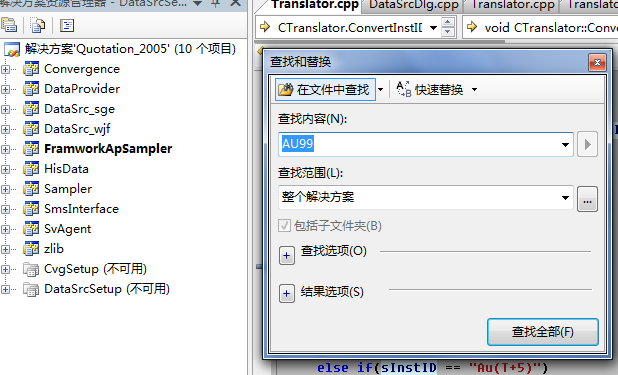 解决方案资源管理器 - DataSrcSe...
解决方案'Quotation_2005' (10 个项目)
Convergence
DataProvider
DataSrc_sge
DataSrc_wjf
FramworkApSampler
HisData
Sampler
SmsInterface
SvAgent
zlib
CvgSetup (不可用)
DataSrcSetup (不可用)
Translator.cpp
DataSrcDlg.cpp
Translator.cpp
Translator.cpp
CTranslator.ConvertInstII
void CTranslator::Conve
查找和替换
在文件中查找
快速替换
查找内容(N):
AU99
查找范围(L):
整个解决方案
...
包括子文件夹(B)
查找选项(O)
结果选项(S)
查找全部(F)
else if(sInstID == "Au(T+5)")